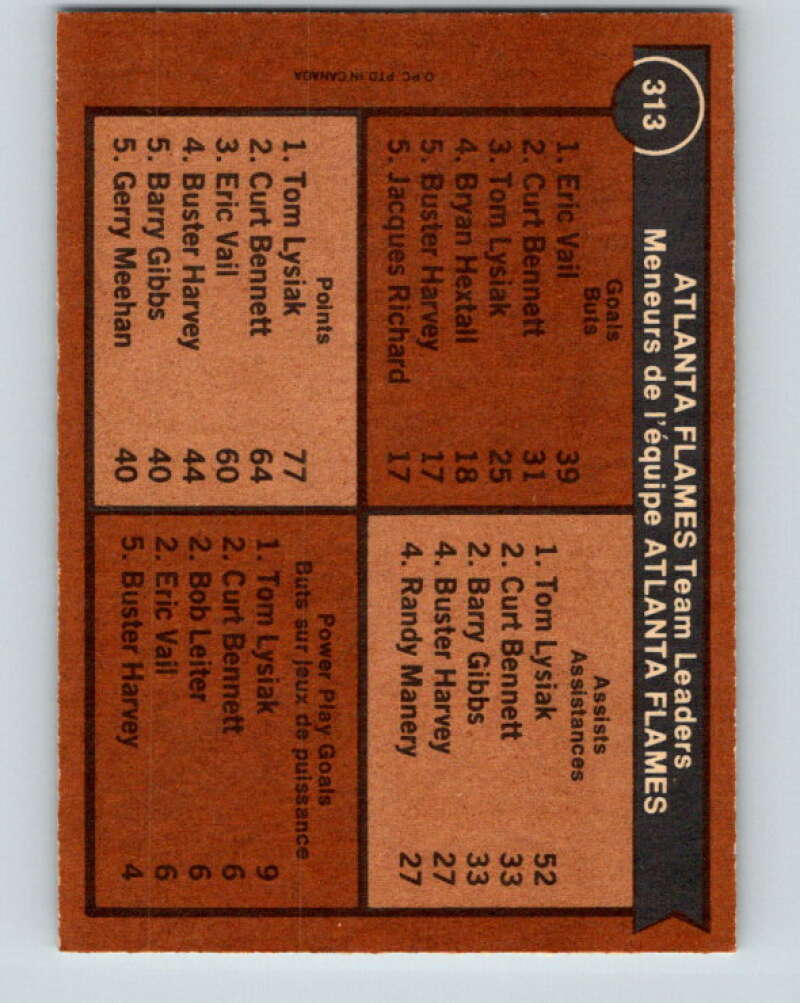 313
ATLANTA FLAMES Team Leaders
Meneurs de l'équipe ATLANTA FLAMES
Goals
Buts
1. Eric Vail 39
2. Curt Bennett 31
3. Tom Lysiak 25
4. Bryan Hextall 18
5. Buster Harvey 17
5. Jacques Richard 17
Assists
Assistances
1. Tom Lysiak 52
2. Curt Bennett 33
2. Barry Gibbs 33
4. Buster Harvey 27
4. Randy Manery 27
Points
1. Tom Lysiak 77
2. Curt Bennett 64
3. Eric Vail 60
4. Buster Harvey 44
5. Barry Gibbs 40
5. Gerry Meehan 40
Power Play Goals
Buts sur jeux de puissance
1. Tom Lysiak 9
2. Curt Bennett 6
2. Bob Leiter 6
2. Eric Vail 6
5. Buster Harvey 4
O.P.C. PTD. IN CANADA